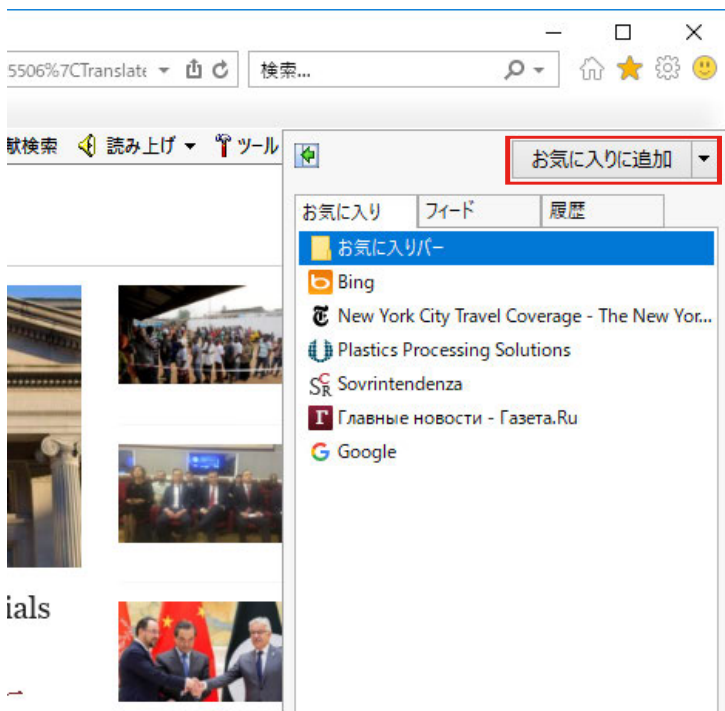 5506%7CTranslate
検索...
献検索 読み上げ ツール
お気に入りに追加
お気に入り フィード 履歴
お気に入りバー
Bing
New York City Travel Coverage - The New Yor...
Plastics Processing Solutions
Sovrintendenza
Главные новости - Газета.Ru
Google
ials